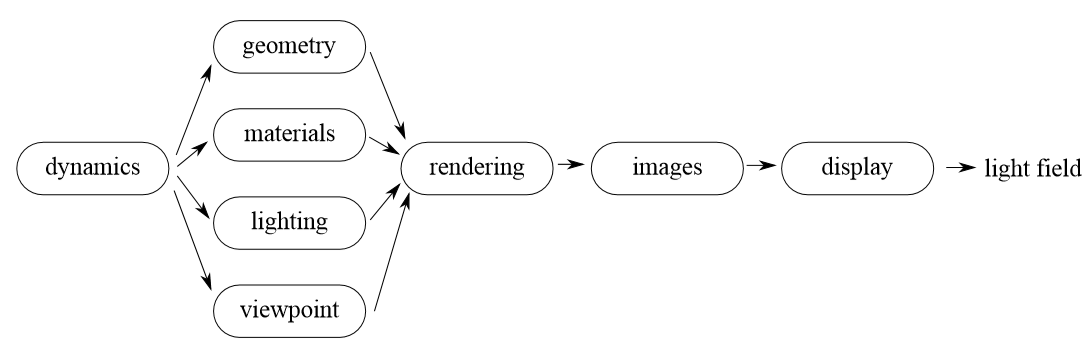 dynamics
geometry
materials
lighting
viewpoint
rendering
images
display
light field